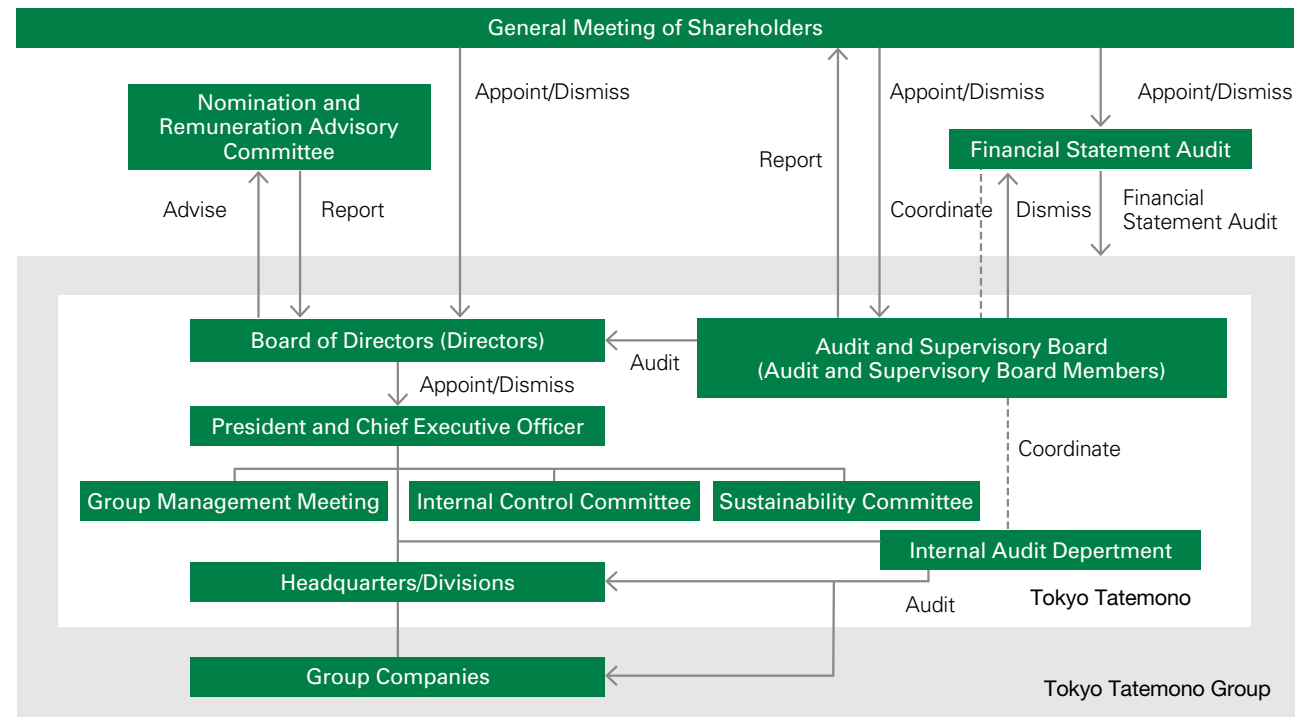 General Meeting of Shareholders
Appoint/Dismiss
Appoint/Dismiss
Appoint/Dismiss
Nomination and
Remuneration Advisory
Committee
Report
Financial Statement Audit
Advise
Report
Coordinate
Dismiss
Financial
Statement Audit
Board of Directors (Directors)
Audit
Audit and Supervisory Board
(Audit and Supervisory Board Members)
Appoint/Dismiss
President and Chief Executive Officer
Coordinate
Group Management Meeting
Internal Control Committee
Sustainability Committee
Internal Audit Depertment
Headquarters/Divisions
Audit
Tokyo Tatemono
Group Companies
Tokyo Tatemono Group